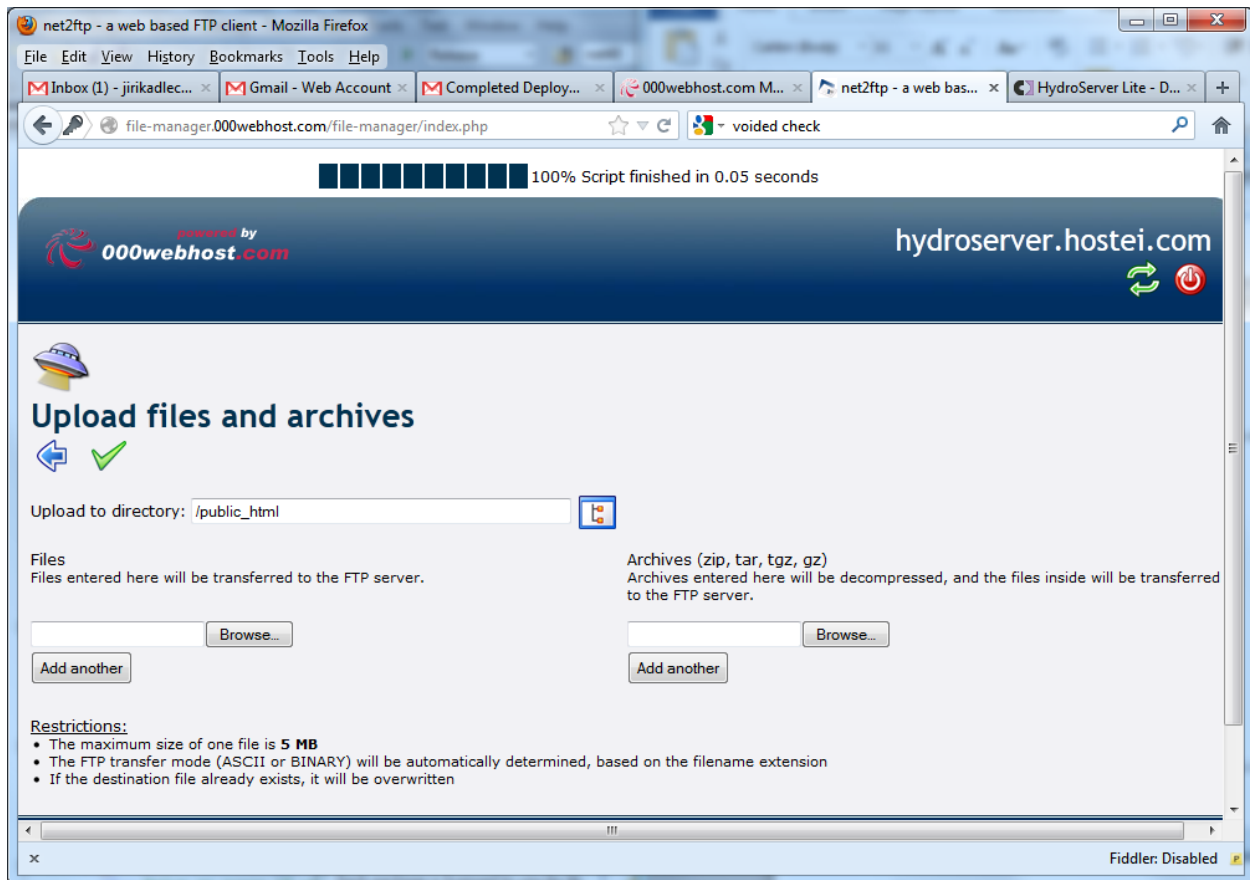 net2ftp - a web based FTP client - Mozilla Firefox
File Edit View History Bookmarks Tools Help
Inbox (1) - jirikadlec... Gmail - Web Account Completed Deploy... 000webhost.com M... net2ftp - a web bas... HydroServer Lite - D...
file-manager.000webhost.com/file-manager/index.php voided check
100% Script finished in 0.05 seconds
powered by
000webhost.com
hydroserver.hostei.com
Upload files and archives
Upload to directory: /public_html
Files
Files entered here will be transferred to the FTP server.
Browse...
Add another
Archives (zip, tar, tgz, gz)
Archives entered here will be decompressed, and the files inside will be transferred
to the FTP server.
Browse...
Add another
Restrictions:
• The maximum size of one file is 5 MB
• The FTP transfer mode (ASCII or BINARY) will be automatically determined, based on the filename extension
• If the destination file already exists, it will be overwritten
Fiddler: Disabled